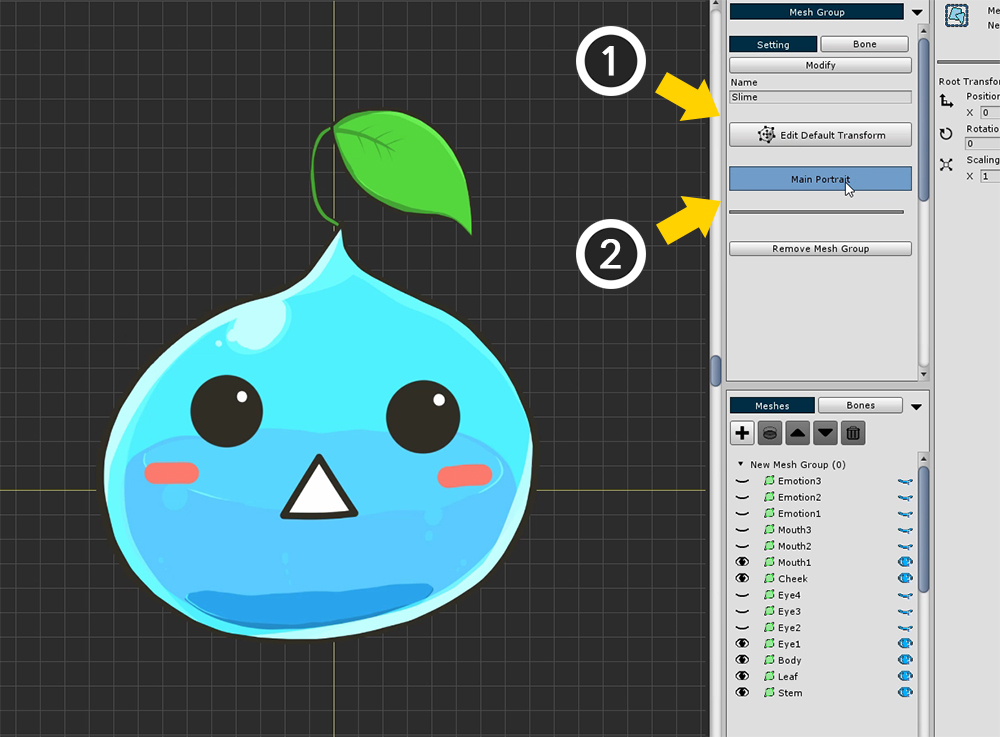 1
2
Mesh Group
Setting Bone
Modify
Name
Slime
Edit Default Transform
Main Portrait
Remove Mesh Group
Meshes Bones
New Mesh Group (0)
Emotion3
Emotion2
Emotion1
Mouth3
Mouth2
Mouth1
Cheek
Eye4
Eye3
Eye2
Eye1
Body
Leaf
Stem
Me
Ne
Root Transfo
Position
X 0
Rotatio
0
Scaling
X 1